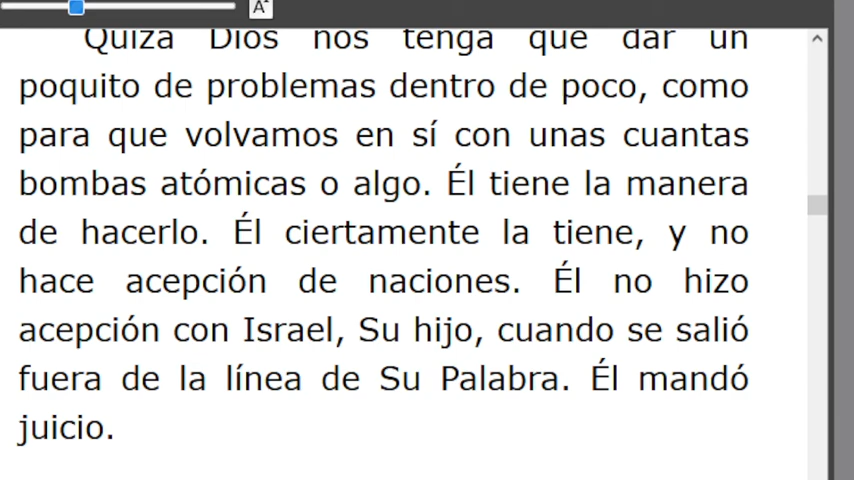 A
Quizá Dios nos tenga que dar un
poquito de problemas dentro de poco, como
para que volvamos en sí con unas cuantas
bombas atómicas o algo. Él tiene la manera
de hacerlo. Él ciertamente la tiene, y no
hace acepción de naciones. Él no hizo
acepción con Israel, Su hijo, cuando se salió
fuera de la línea de Su Palabra. Él mandó
juicio.